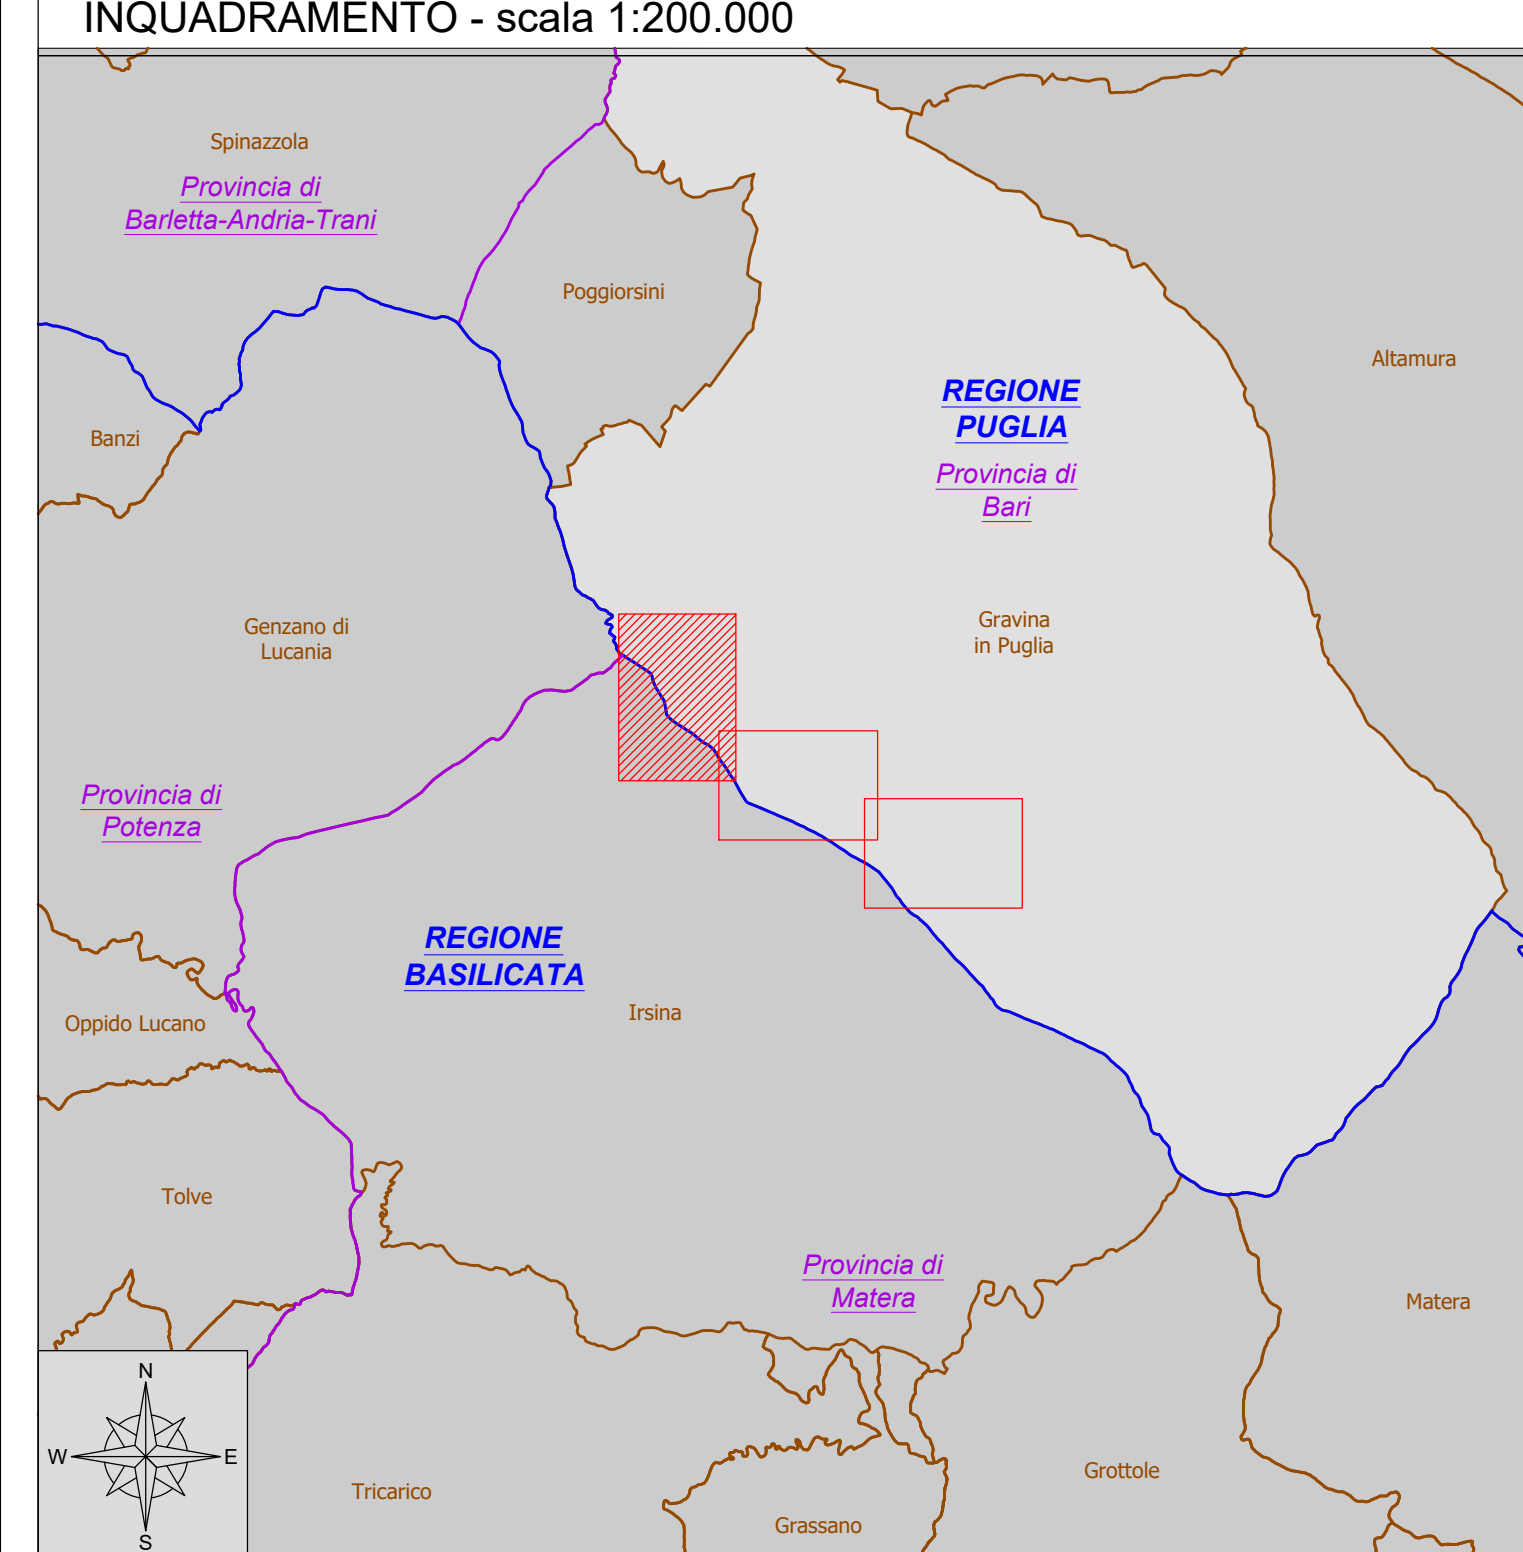 INQUADRAMENTO - scala 1:200.000
Spinazzola
Provincia di
Barletta-Andria-Trani
Poggiorsini
Altamura
REGIONE
PUGLIA
Banzi
Provincia di
Bari
Genzano di
Lucania
Gravina
in Puglia
Provincia di
Potenza
REGIONE
BASILICATA
Irsina
Oppido Lucano
Tolve
Provincia di
Matera
Matera
N
W
E
S
Tricarico
Grottole
Grassano